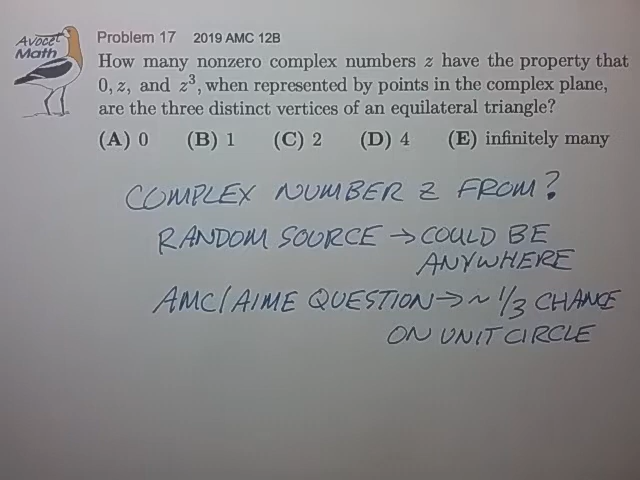 Avocet
Math
Problem 17 2019 AMC 12B
How many nonzero complex numbers z have the property that
0, z, and z³, when represented by points in the complex plane,
are the three distinct vertices of an equilateral triangle?
(A) 0 (B) 1 (C) 2 (D) 4 (E) infinitely many
COMPLEX NUMBER Z FROM?
RANDOM SOURCE → COULD BE
ANYWHERE
AMC/AIME QUESTION → ~ 1/3 CHANCE
ON UNIT CIRCLE